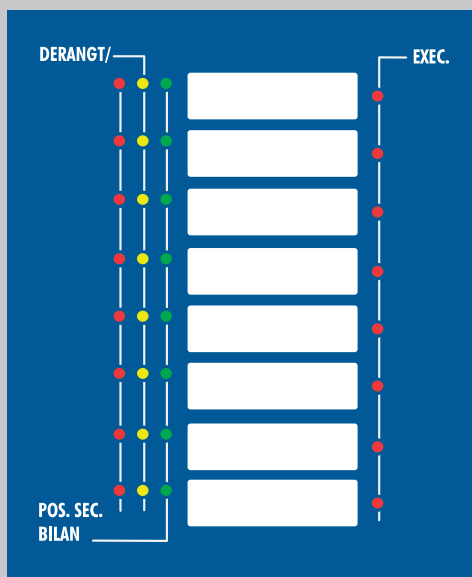 DERANGT/
EXEC.
POS. SEC.
BILAN